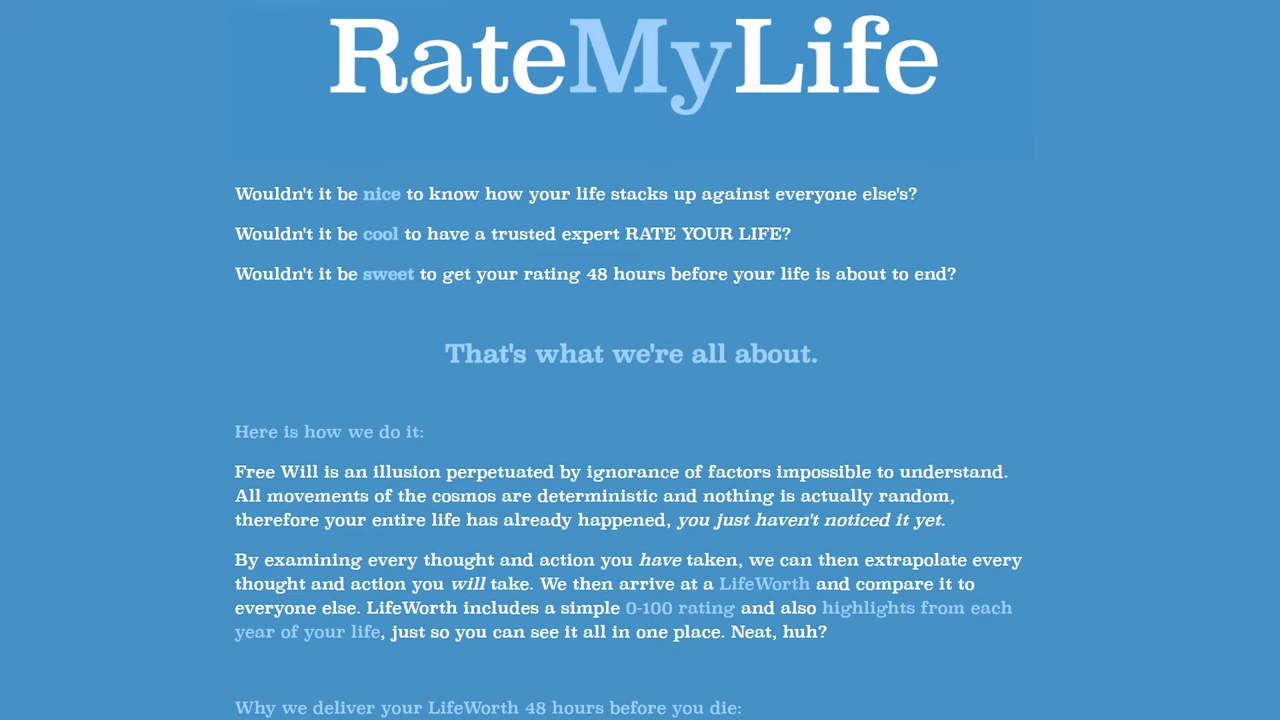 RateMyLife
Wouldn't it be nice to know how your life stacks up against everyone else's?
Wouldn't it be cool to have a trusted expert RATE YOUR LIFE?
Wouldn't it be sweet to get your rating 48 hours before your life is about to end?
That's what we're all about.
Here is how we do it:
Free Will is an illusion perpetuated by ignorance of factors impossible to understand.
All movements of the cosmos are deterministic and nothing is actually random,
therefore your entire life has already happened, you just haven't noticed it yet.
By examining every thought and action you have taken, we can then extrapolate every
thought and action you will take. We then arrive at a LifeWorth and compare it to
everyone else. LifeWorth includes a simple 0-100 rating and also highlights from each
year of your life, just so you can see it all in one place. Neat, huh?
Why we deliver your LifeWorth 48 hours before you die: